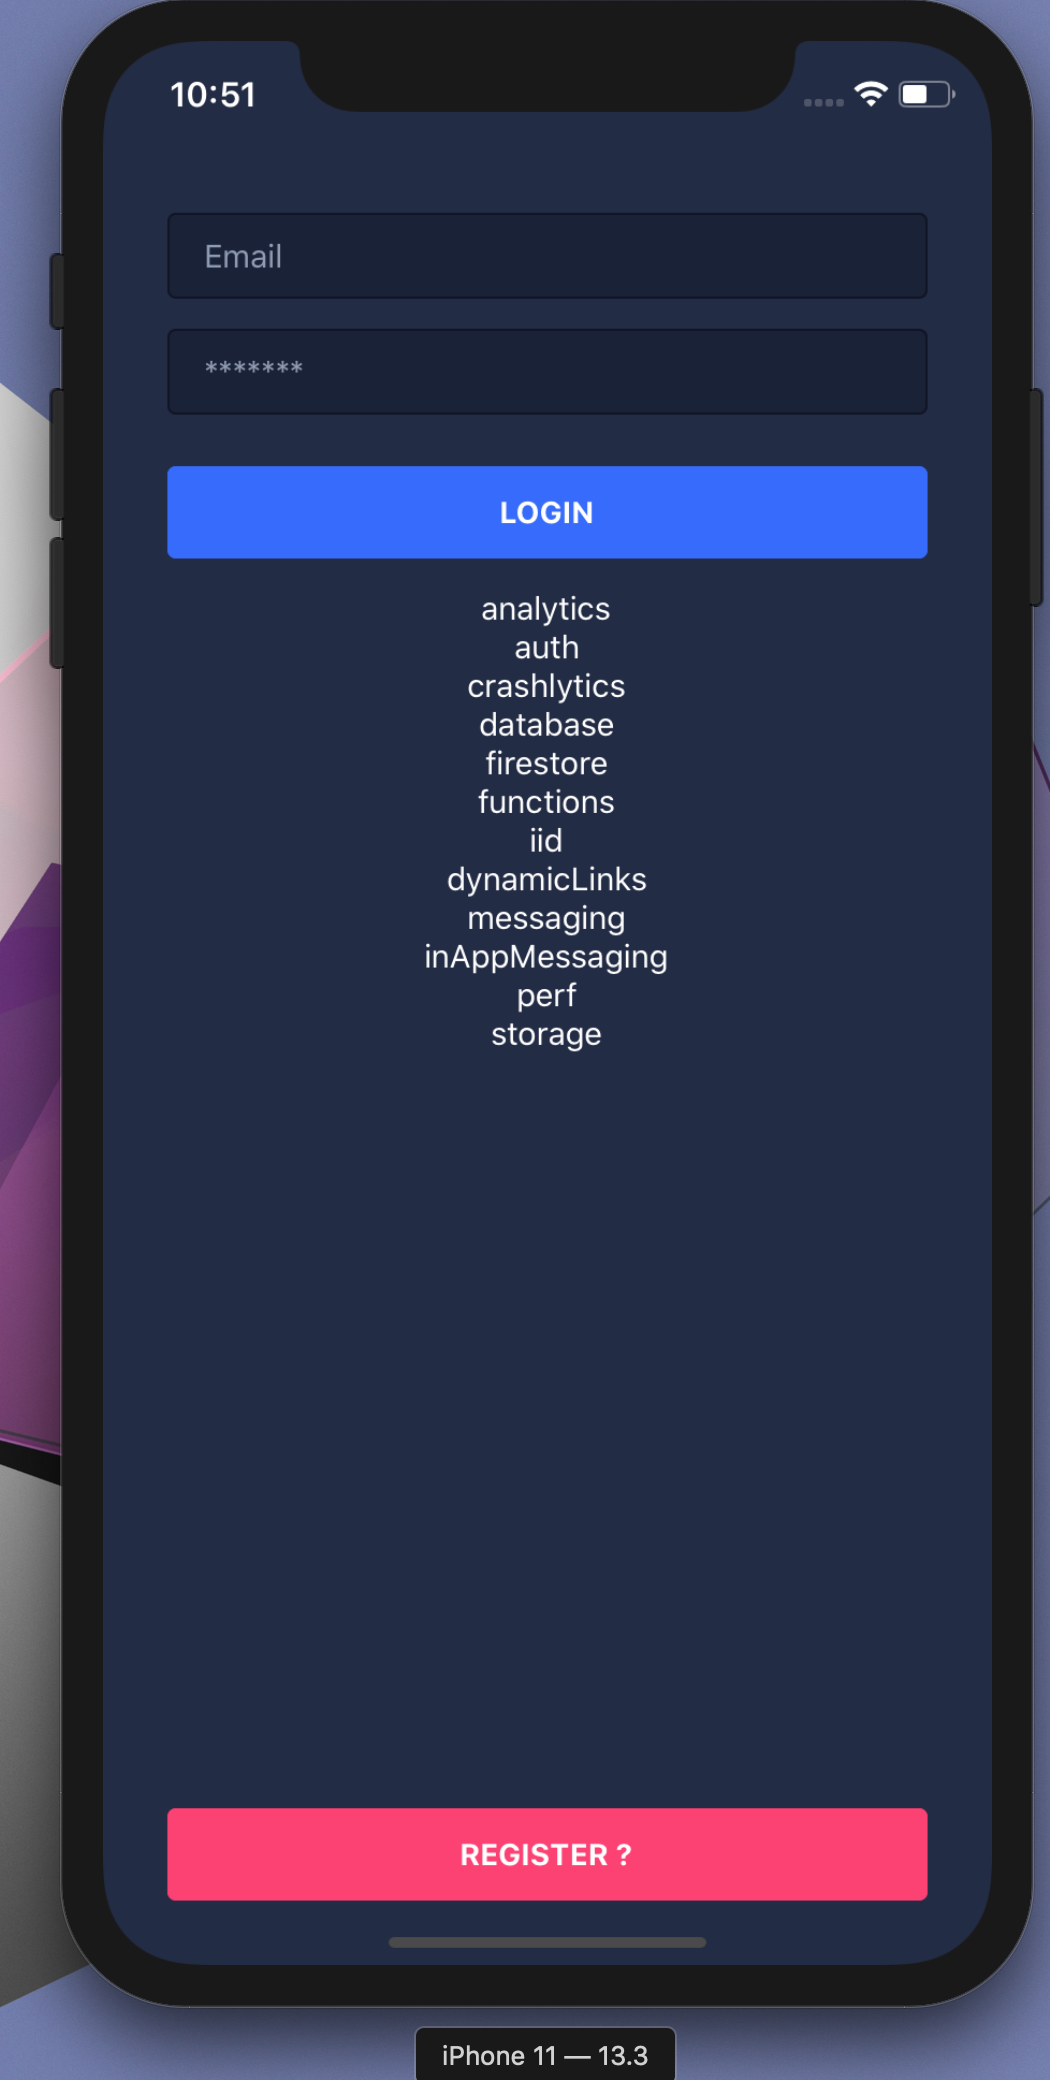 10:51
Email
*******
LOGIN
analytics
auth
crashlytics
database
firestore
functions
iid
dynamicLinks
messaging
inAppMessaging
perf
storage
REGISTER ?
iPhone 11 — 13.3